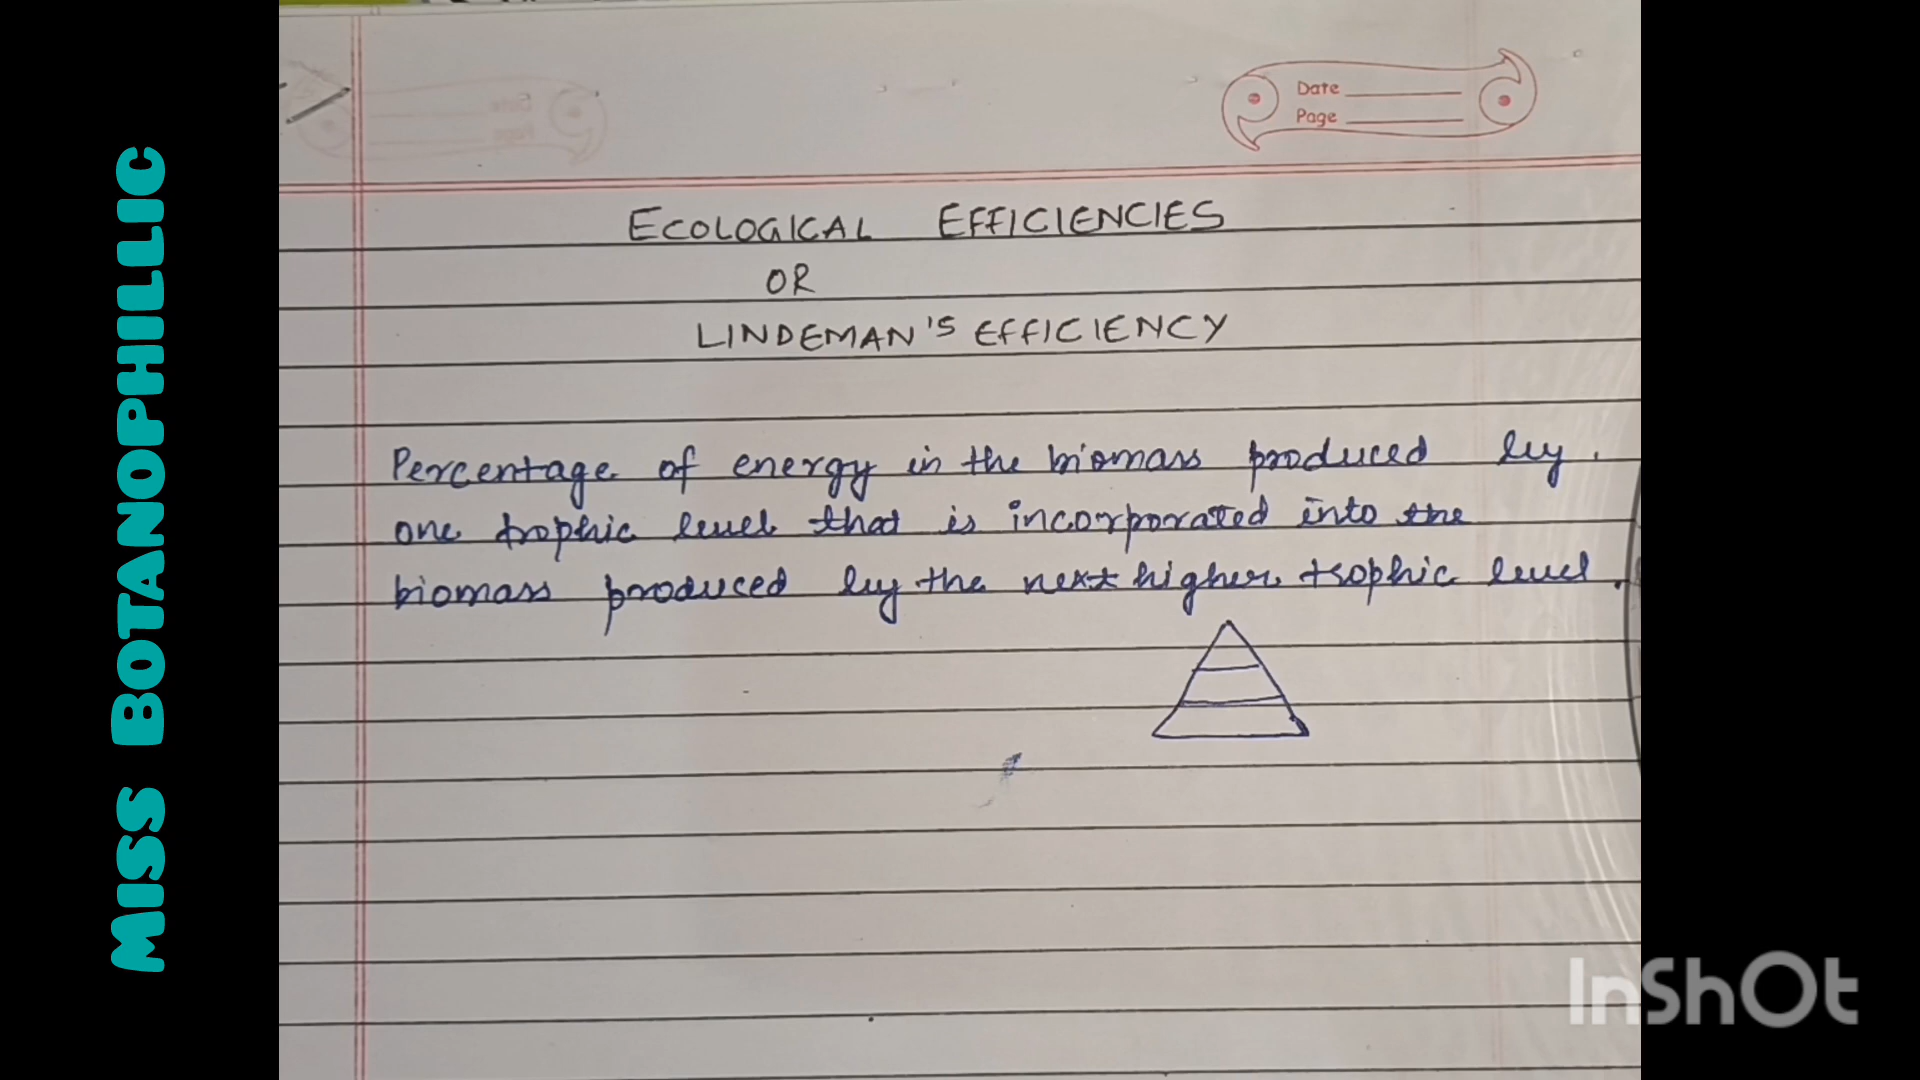 MISS BOTANOPHILLIC
Date
Page
ECOLOGICAL EFFICIENCIES
OR
LINDEMAN'S EFFICIENCY
Percentage of energy in the biomass produced by
one trophic level that is incorporated into the
biomass produced by the next higher trophic level.
InShOt